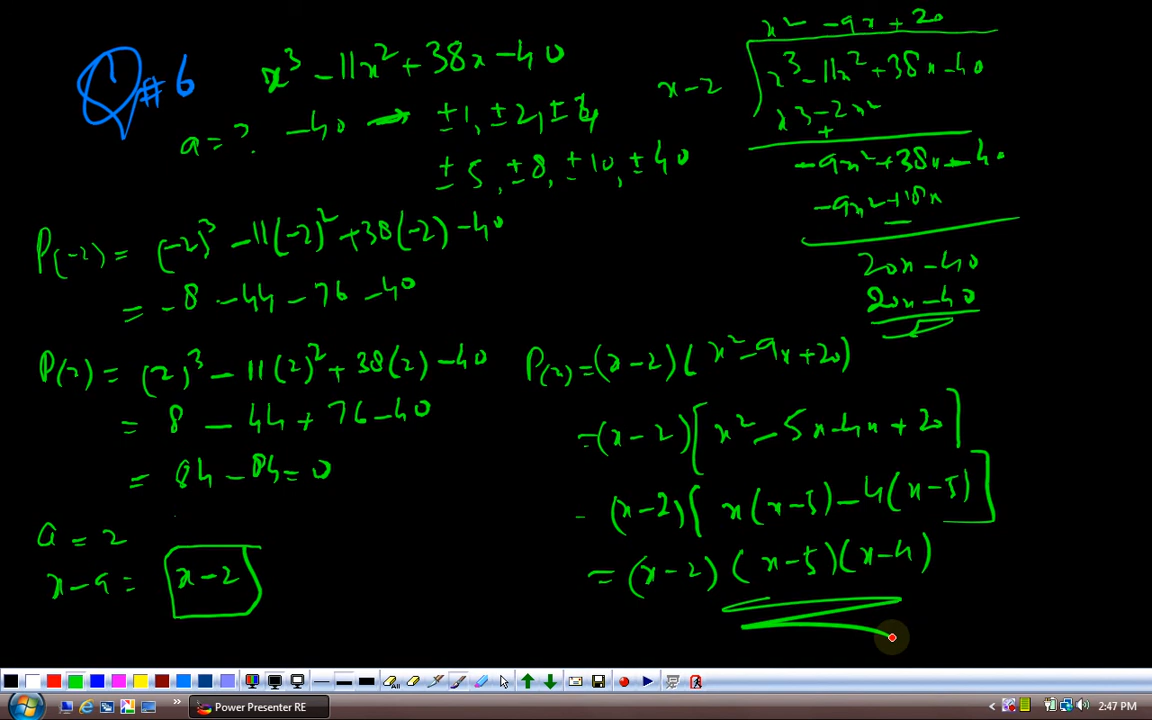 Q#6
x³ - 11x² + 38x - 40
a = ? -40 → ±1, ±2, ±4
±5, ±8, ±10, ±40
P(-2) = (-2)³ - 11(-2)² + 38(-2) - 40
= -8 - 44 - 76 - 40
P(2) = (2)³ - 11(2)² + 38(2) - 40
= 8 - 44 + 76 - 40
= 84 - 84 = 0
a = 2
x - a = x - 2
x² - 9x + 20
x - 2 x³ - 11x² + 38x - 40
x³ - 2x²
+
-9x² + 38x - 40
-9x² + 18x
-
20x - 40
20x - 40
P(2) = (x - 2)(x² - 9x + 20)
= (x - 2)[x² - 5x - 4x + 20]
= (x - 2)[x(x - 5) - 4(x - 5)]
= (x - 2)(x - 5)(x - 4)
Power Presenter RE
2:47 PM